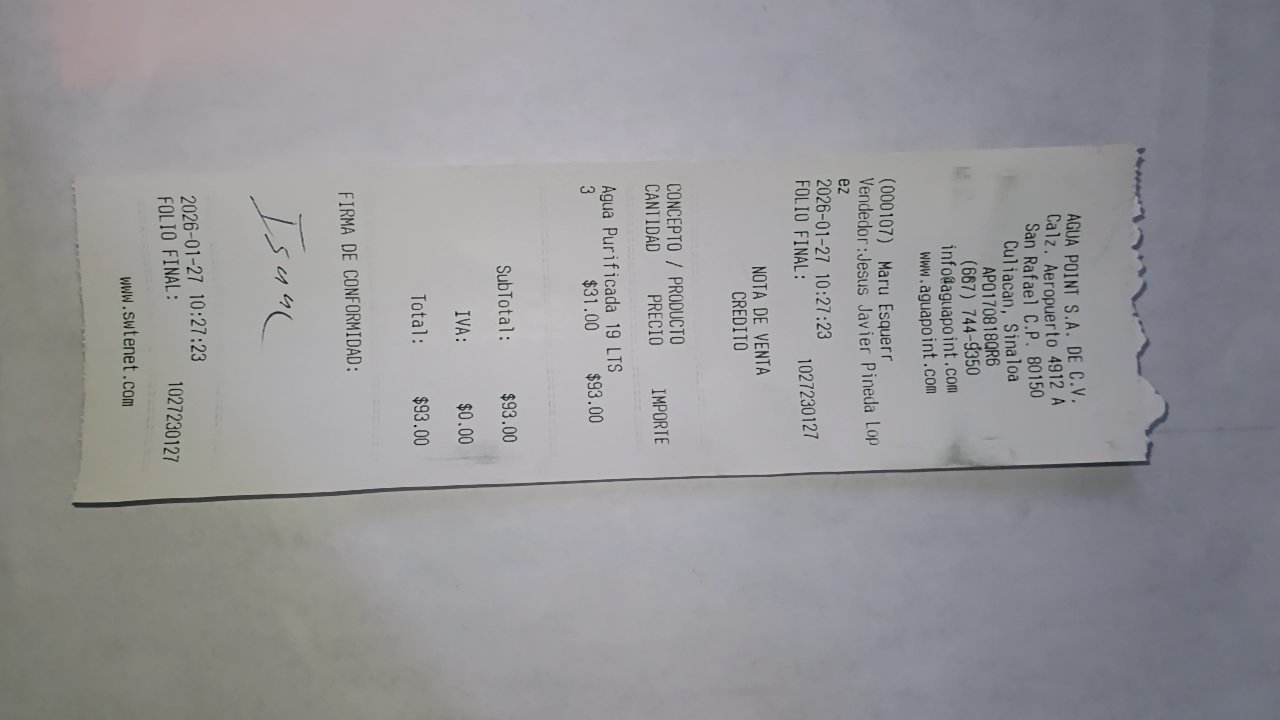 AGUA POINT S.A. DE C.V.
Calz. Aeropuerto 4912 A
San Rafael C.P. 80150
Culiacan, Sinaloa
APO170818QR6
(667) 744-9350
info@aguapoint.com
www.aguapoint.com
(000107) Maru Esquerr
Vendedor:Jesus Javier Pineda Lop
ez
2026-01-27 10:27:23
FOLIO FINAL: 1027230127
NOTA DE VENTA
CREDITO
CONCEPTO / PRODUCTO
CANTIDAD PRECIO IMPORTE
Agua Purificada 19 LTS
3 $31.00 $93.00
SubTotal: $93.00
IVA: $0.00
Total: $93.00
FIRMA DE CONFORMIDAD:
2026-01-27 10:27:23
FOLIO FINAL: 1027230127
www.swtenet.com